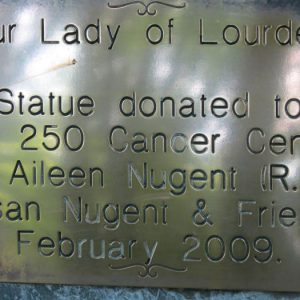 ur Lady of Lourde
Statue donated to
250 Cancer Cen
Aileen Nugent (R.
san Nugent & Frie
February 2009.